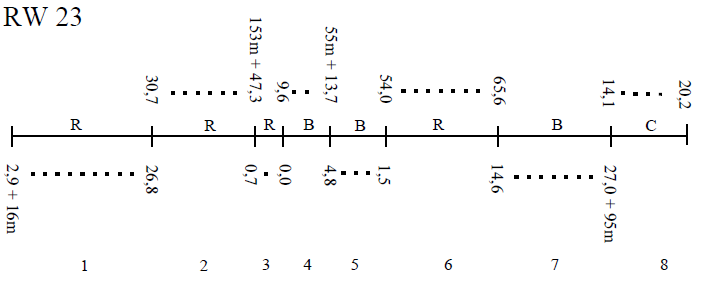 RW 23
30,7
153m + 47,3
9,6
55m + 13,7
54,0
65,6
14,1
20,2
R R R B B R B C
2,9 + 16m
26,8
0,7
0,0
4,8
1,5
14,6
27,0 + 95m
1 2 3 4 5 6 7 8